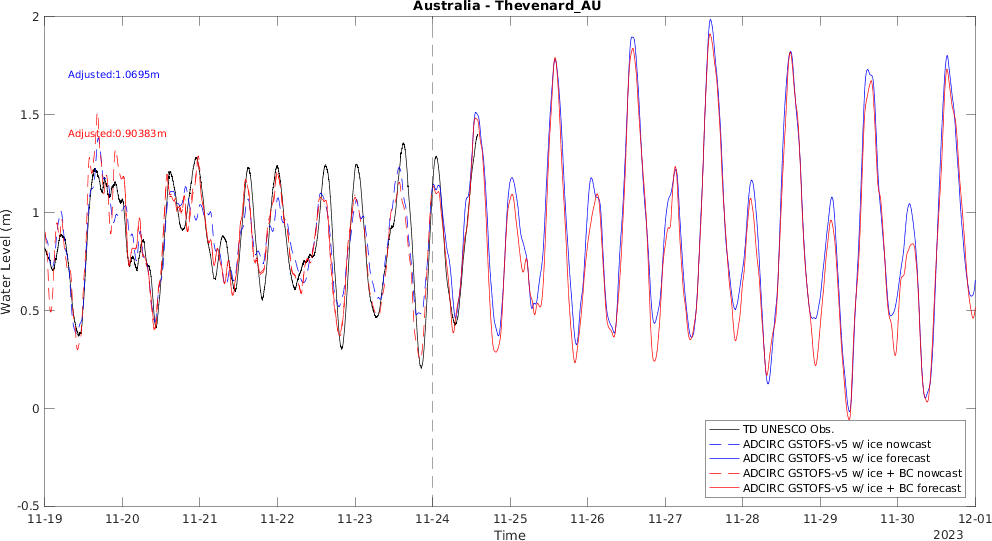 Australia - Thevenard_AU
2
Adjusted:1.0695m
1.5
Adjusted:0.90383m
1
Water Level (m)
0.5
0
TD UNESCO Obs.
ADCIRC GSTOFS-v5 w/ ice nowcast
ADCIRC GSTOFS-v5 w/ ice forecast
ADCIRC GSTOFS-v5 w/ ice + BC nowcast
ADCIRC GSTOFS-v5 w/ ice + BC forecast
-0.5
11-19 11-20 11-21 11-22 11-23 11-24 11-25 11-26 11-27 11-28 11-29 11-30 12-01
Time
2023